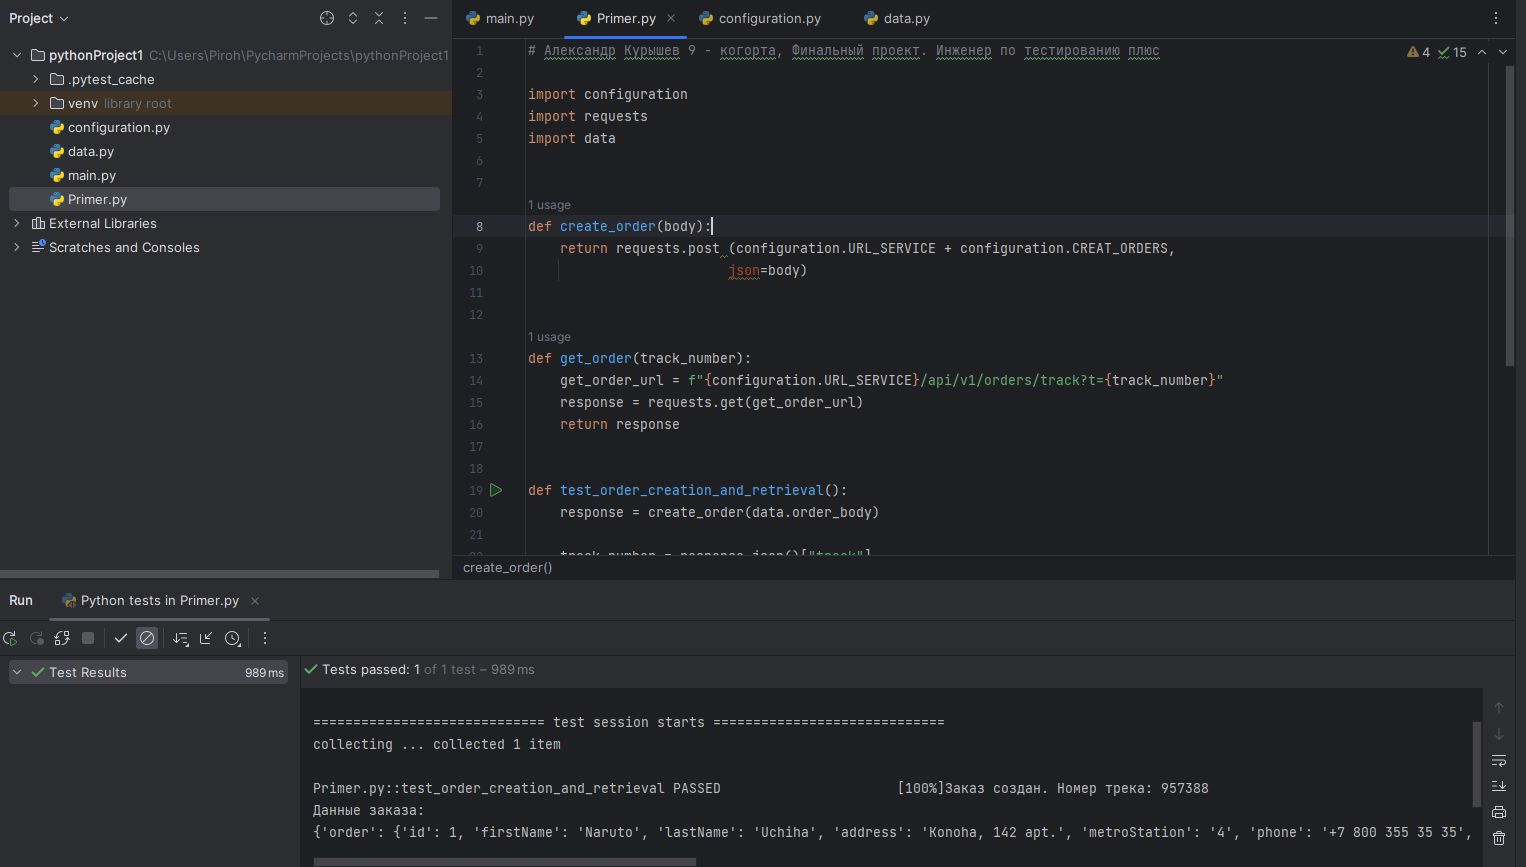 Project
main.py
Primer.py
configuration.py
data.py
pythonProject1 C:\Users\Piroh\PycharmProjects\pythonProject1
.pytest_cache
venv library root
configuration.py
data.py
main.py
Primer.py
External Libraries
Scratches and Consoles
4 15
1 # Александр Курышев 9 - когорта, Финальный проект. Инженер по тестированию плюс
2
3 import configuration
4 import requests
5 import data
6
7
1 usage
8 def create_order(body):
9 return requests.post (configuration.URL_SERVICE + configuration.CREAT_ORDERS,
10 json=body)
11
12
1 usage
13 def get_order(track_number):
14 get_order_url = f"{configuration.URL_SERVICE}/api/v1/orders/track?t={track_number}"
15 response = requests.get(get_order_url)
16 return response
17
18
19 def test_order_creation_and_retrieval():
20 response = create_order(data.order_body)
21
22 track_number = response.json()["track"]
create_order()
Run
Python tests in Primer.py
Test Results 989 ms
Tests passed: 1 of 1 test – 989 ms
============================= test session starts =============================
collecting ... collected 1 item
Primer.py::test_order_creation_and_retrieval PASSED [100%]Заказ создан. Номер трека: 957388
Данные заказа:
{'order': {'id': 1, 'firstName': 'Naruto', 'lastName': 'Uchiha', 'address': 'Konoha, 142 apt.', 'metroStation': '4', 'phone': '+7 800 355 35 35',